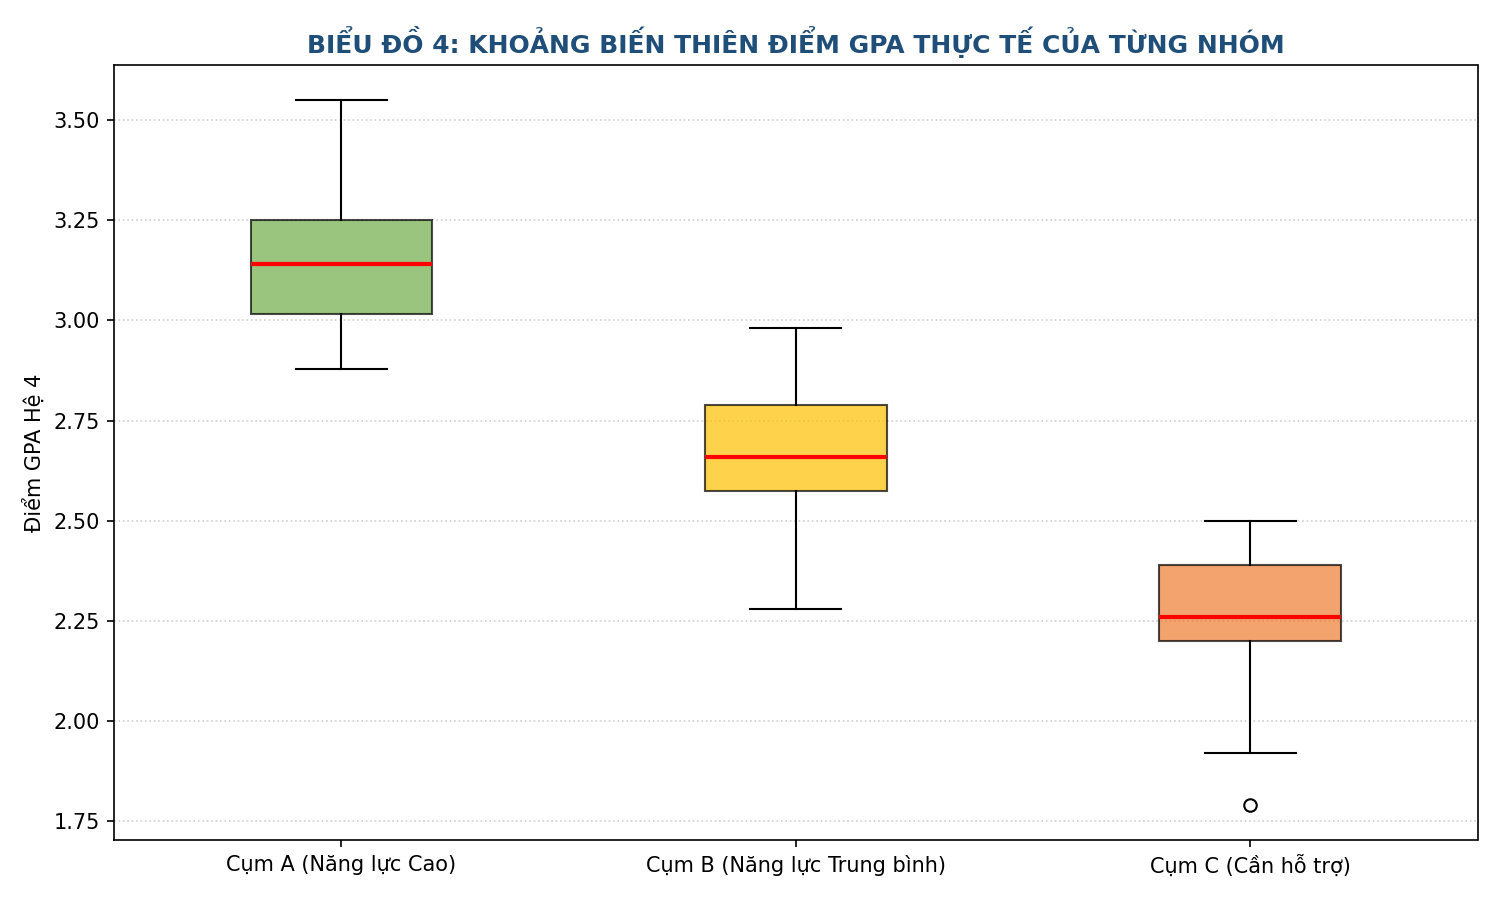 BIỂU ĐỒ 4: KHOẢNG BIẾN THIÊN ĐIỂM GPA THỰC TẾ CỦA TỪNG NHÓM
Điểm GPA Hệ 4
3.50
3.25
3.00
2.75
2.50
2.25
2.00
1.75
Cụm A (Năng lực Cao)
Cụm B (Năng lực Trung bình)
Cụm C (Cần hỗ trợ)